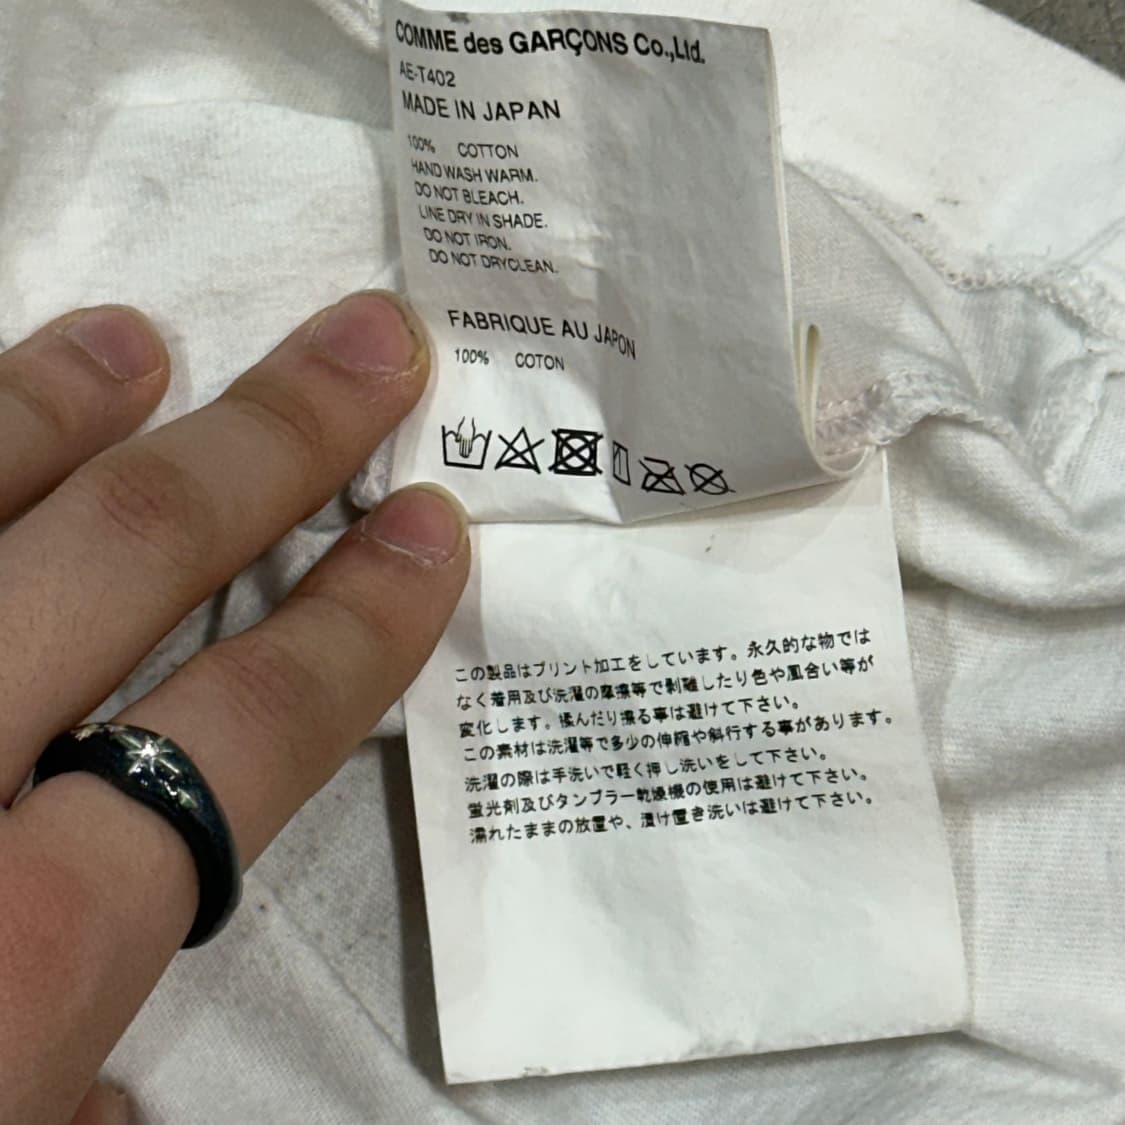 COMME des GARÇONS Co.,Ltd.
AE-T402
MADE IN JAPAN
100% COTTON
HAND WASH WARM.
DO NOT BLEACH.
LINE DRY IN SHADE.
DO NOT IRON.
DO NOT DRYCLEAN.
FABRIQUE AU JAPON
100% COTON
この製品はプリント加工をしています。永久的な物では
なく着用及び洗濯の摩擦等で剥離したり色や風合い等が
変化します。揉んだり擦る事は避けて下さい。
この素材は洗濯等で多少の伸縮や斜行する事があります。
洗濯の際は手洗いで軽く押し洗いをして下さい。
蛍光剤及びタンブラー乾燥機の使用は避けて下さい。
濡れたままの放置や、漬け置き洗いは避けて下さい。